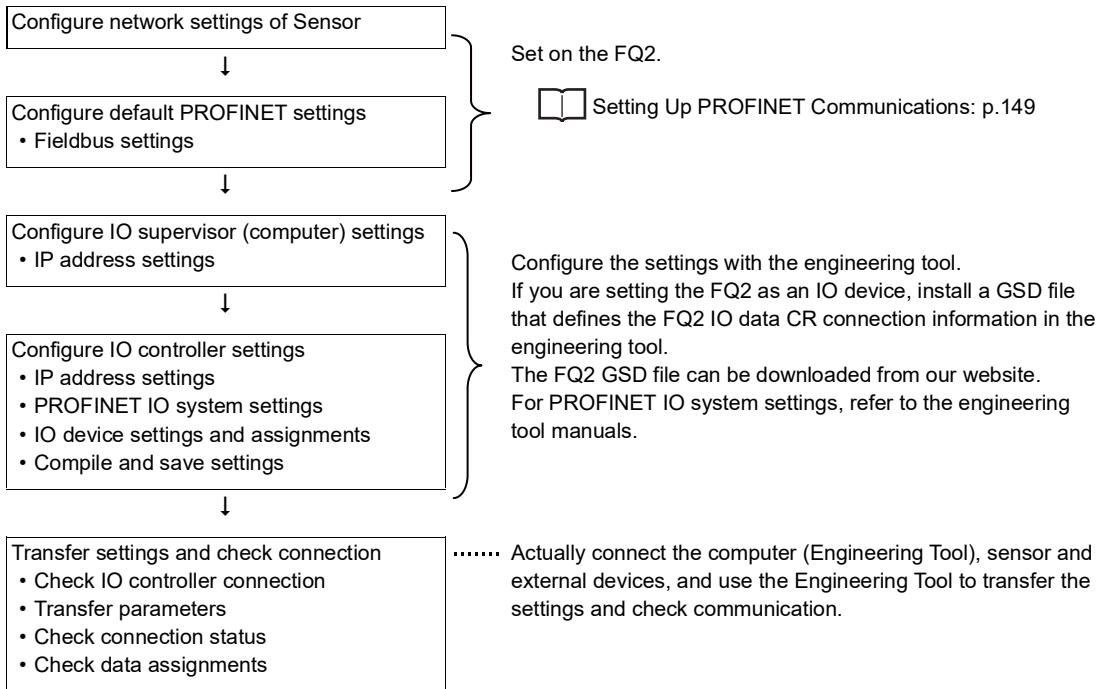 Configure network settings of Sensor
↓
Configure default PROFINET settings
• Fieldbus settings
↓
Set on the FQ2.
Setting Up PROFINET Communications: p.149
Configure IO supervisor (computer) settings
• IP address settings
↓
Configure IO controller settings
• IP address settings
• PROFINET IO system settings
• IO device settings and assignments
• Compile and save settings
↓
Configure the settings with the engineering tool.
If you are setting the FQ2 as an IO device, install a GSD file
that defines the FQ2 IO data CR connection information in the
engineering tool.
The FQ2 GSD file can be downloaded from our website.
For PROFINET IO system settings, refer to the engineering
tool manuals.
Transfer settings and check connection
• Check IO controller connection
• Transfer parameters
• Check connection status
• Check data assignments
Actually connect the computer (Engineering Tool), sensor and
external devices, and use the Engineering Tool to transfer the
settings and check communication.